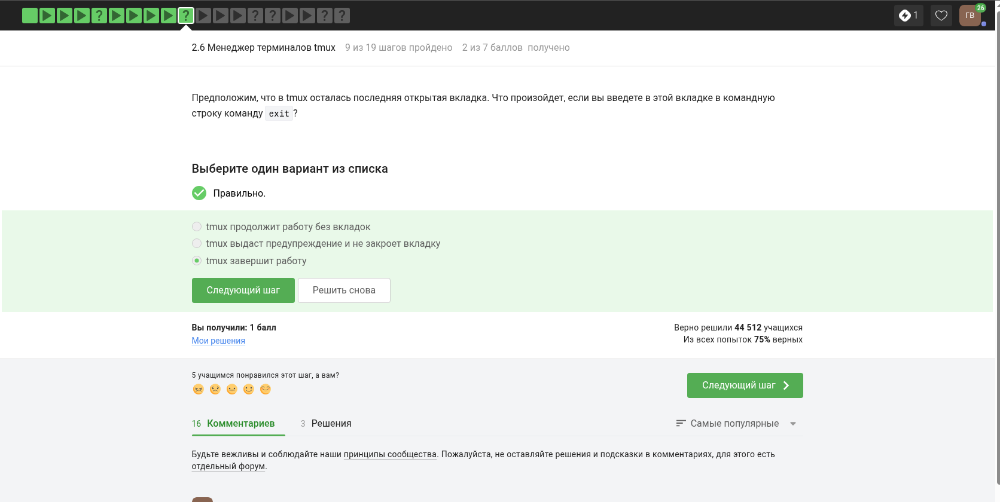 ? ? ? ? ? ?
1
ГВ
26
2.6 Менеджер терминалов tmux 9 из 19 шагов пройдено 2 из 7 баллов получено
Предположим, что в tmux осталась последняя открытая вкладка. Что произойдет, если вы введете в этой вкладке в командную
строку команду exit ?
Выберите один вариант из списка
Правильно.
tmux продолжит работу без вкладок
tmux выдаст предупреждение и не закроет вкладку
tmux завершит работу
Следующий шаг Решить снова
Вы получили: 1 балл
Мои решения
Верно решили 44 512 учащихся
Из всех попыток 75% верных
5 учащимся понравился этот шаг, а вам?
Следующий шаг
16 Комментариев 3 Решения Самые популярные
Будьте вежливы и соблюдайте наши принципы сообщества. Пожалуйста, не оставляйте решения и подсказки в комментариях, для этого есть
отдельный форум.